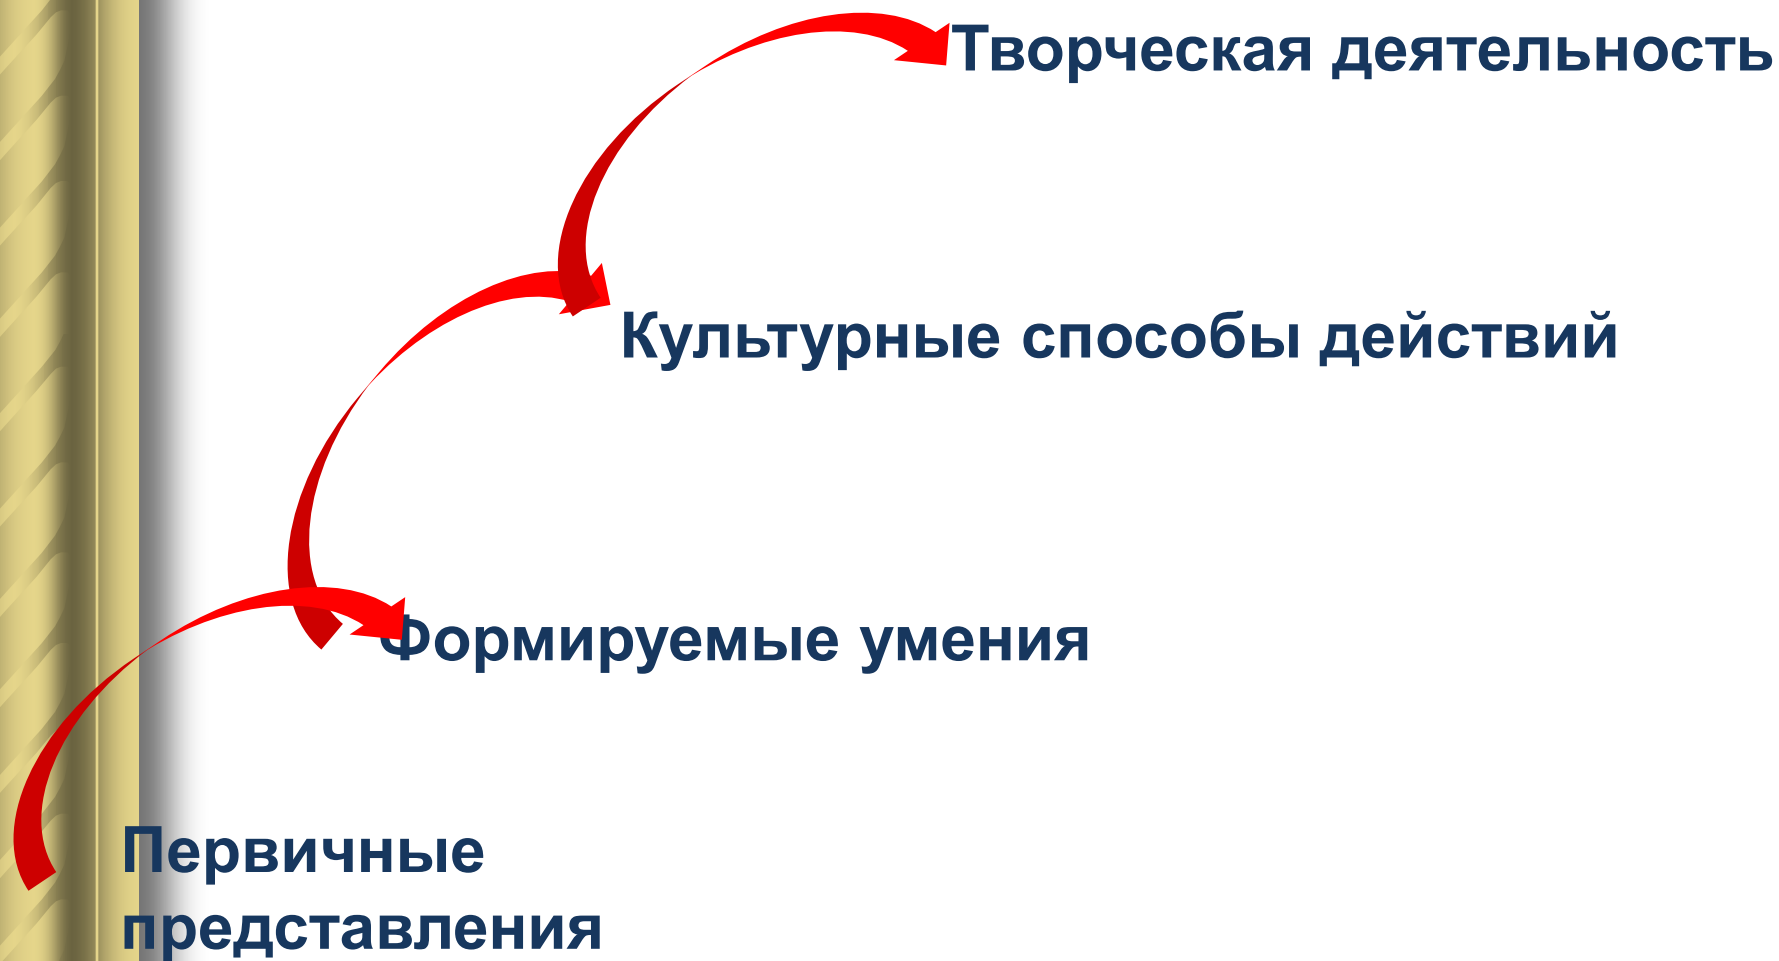 Творческая деятельность
Культурные способы действий
Формируемые умения
Первичные
представления